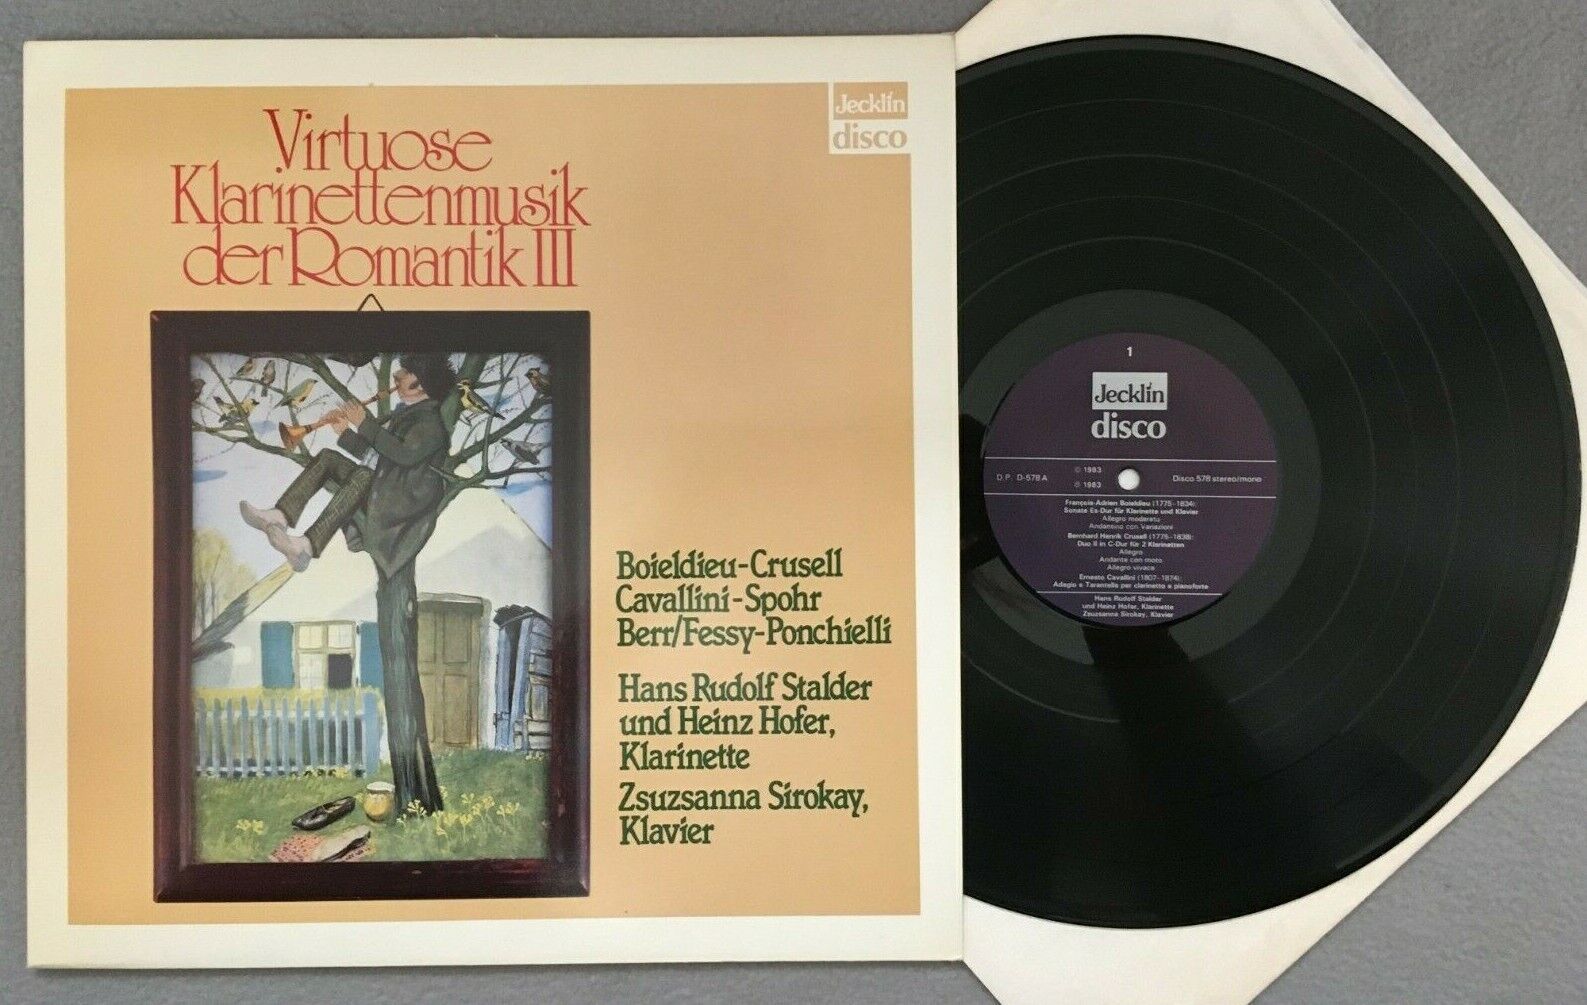 Virtuose
Klarinettenmusik
der Romantik III
Jecklin
disco
Boieldieu-Crusell
Cavallini-Spohr
Berr/Fessy-Ponchielli
Hans Rudolf Stalder
und Heinz Hofer,
Klarinette
Zsuzsanna Sirokay,
Klavier
1
Jecklin
disco
D.P. D-578 A
© 1983
℗ 1983
Disco 578 stereo/mono
François-Adrien Boieldieu (1775-1834):
Sonate Es-Dur für Klarinette und Klavier
Allegro moderato
Andantino con Variazioni
Bernhard Henrik Crusell (1775-1838):
Duo II in C-Dur für 2 Klarinetten
Allegro
Andante con moto
Allegro vivace
Ernesto Cavallini (1807-1874):
Adagio e Tarantella per clarinetto e pianoforte
Hans Rudolf Stalder
und Heinz Hofer, Klarinette
Zsuzsanna Sirokay, Klavier